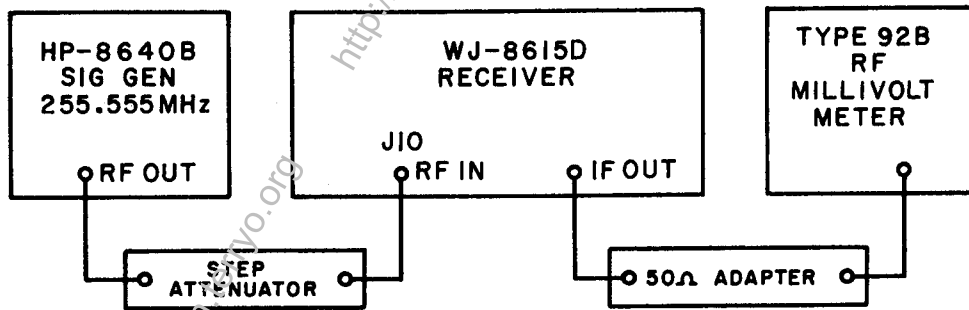 HP-8640B
SIG GEN
255.555MHz
RF OUT
WJ-8615D
RECEIVER
J10
RF IN
IF OUT
TYPE 92B
RF
MILLIVOLT
METER
STEP
ATTENUATOR
50Ω ADAPTER
http:/